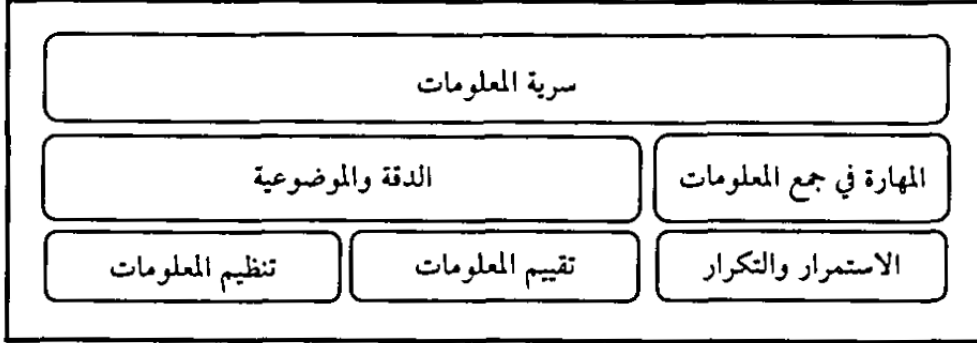 سرية المعلومات
المهارة في جمع المعلومات
الدقة والموضوعية
الاستمرار والتكرار
تقييم المعلومات
تنظيم المعلومات